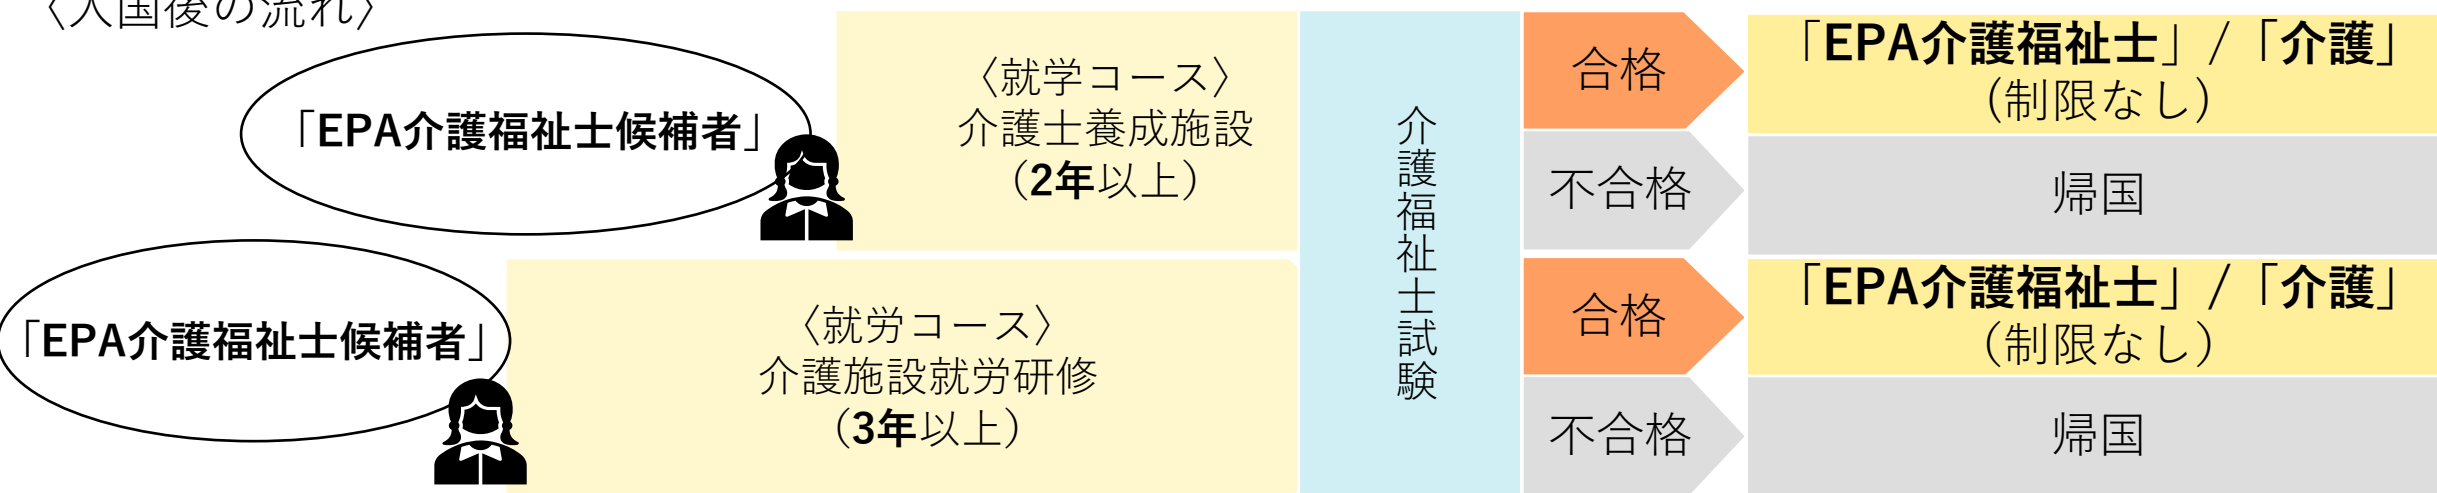 〈入国後の流れ〉
「EPA介護福祉士候補者」
〈就学コース〉
介護士養成施設
（2年以上）
「EPA介護福祉士候補者」
〈就労コース〉
介護施設就労研修
（3年以上）
介護福祉士試験
合格
「EPA介護福祉士」/「介護」
（制限なし）
不合格
帰国
合格
「EPA介護福祉士」/「介護」
（制限なし）
不合格
帰国